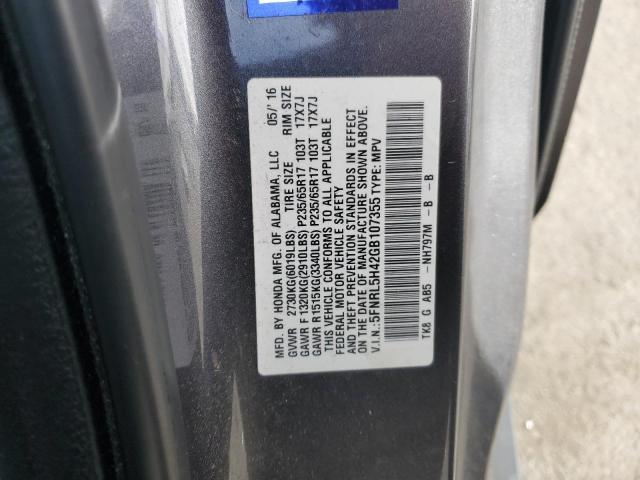 MFD. BY HONDA MFG. OF ALABAMA, LLC 05/'16
GVWR 2730KG(6019LBS) TIRE SIZE RIM SIZE
GAWR F 1320KG(2910LBS) P235/65R17 103T 17X7J
GAWR R 1515KG(3340LBS) P235/65R17 103T 17X7J
THIS VEHICLE CONFORMS TO ALL APPLICABLE
FEDERAL MOTOR VEHICLE SAFETY
AND THEFT PREVENTION STANDARDS IN EFFECT
ON THE DATE OF MANUFACTURE SHOWN ABOVE.
V.I.N.: 5FNRL5H42GB107355 TYPE: MPV
TK8 G AB5 - NH797M - B - B